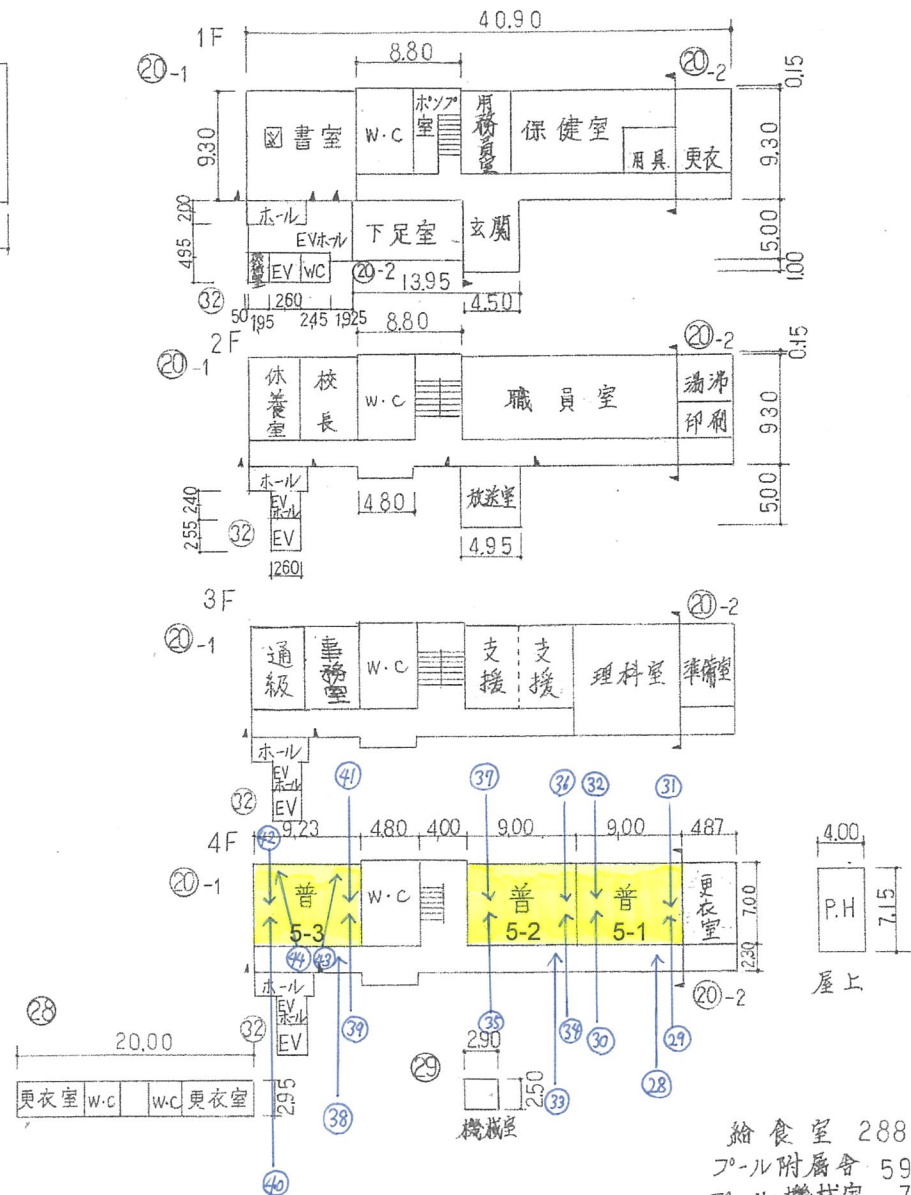 40.90
1F
8.80
⑳-1
⑳-2
0.15
図書室
W・C
ポンプ室
用務員室
保健室
用具
更衣
9.30
9.30
ホール
EVホール
下足室
玄関
2.00
4.95
5.00
1.00
EV
WC
⑳-2
13.95
㉜
50
195
260
245
1,925
4.50
8.80
2F
⑳-1
⑳-2
0.15
休養室
校長
W・C
職員室
湯沸
印刷
9.30
ホール
EVホール
EV
240
255
㉜
260
4.80
放送室
4.95
5.00
3F
⑳-1
⑳-2
通級
事務室
W・C
支援
支援
理科室
準備室
ホール
EVホール
EV
㉜
㊶
㊲
㊱
㉜
㉛
4F
9.23
4.80
4.00
9.00
9.00
4.87
4.00
⑳-1
㊷
普
5-3
W・C
普
5-2
普
5-1
更衣室
7.00
2.30
P.H
7.15
屋上
㊹
㊸
ホール
EVホール
EV
㉜
⑳-2
㊴
㉟
㉞
㉚
㉙
㉘
20.00
㉙
2.90
㉝
㉘
更衣室
W・C
W・C
更衣室
2.95
㊳
2.50
機械室
㊵
給食室 288
プール附属舎 59
プール機械室 7